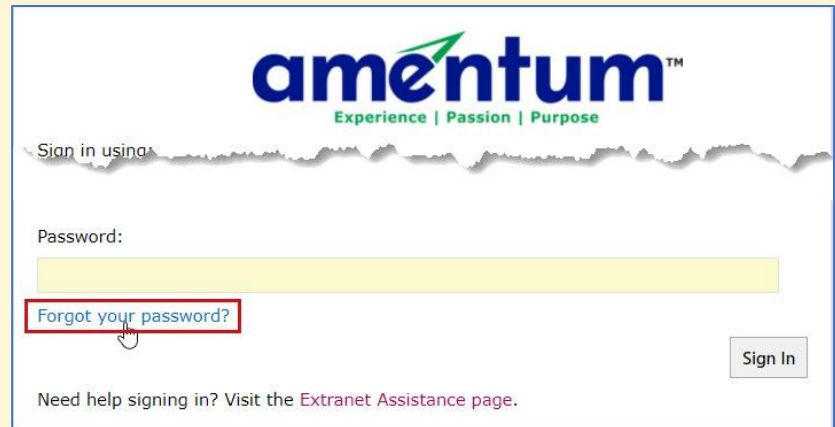 amentum™
Experience | Passion | Purpose
Sign in using:
Password:
Forgot your password?
Sign In
Need help signing in? Visit the Extranet Assistance page.